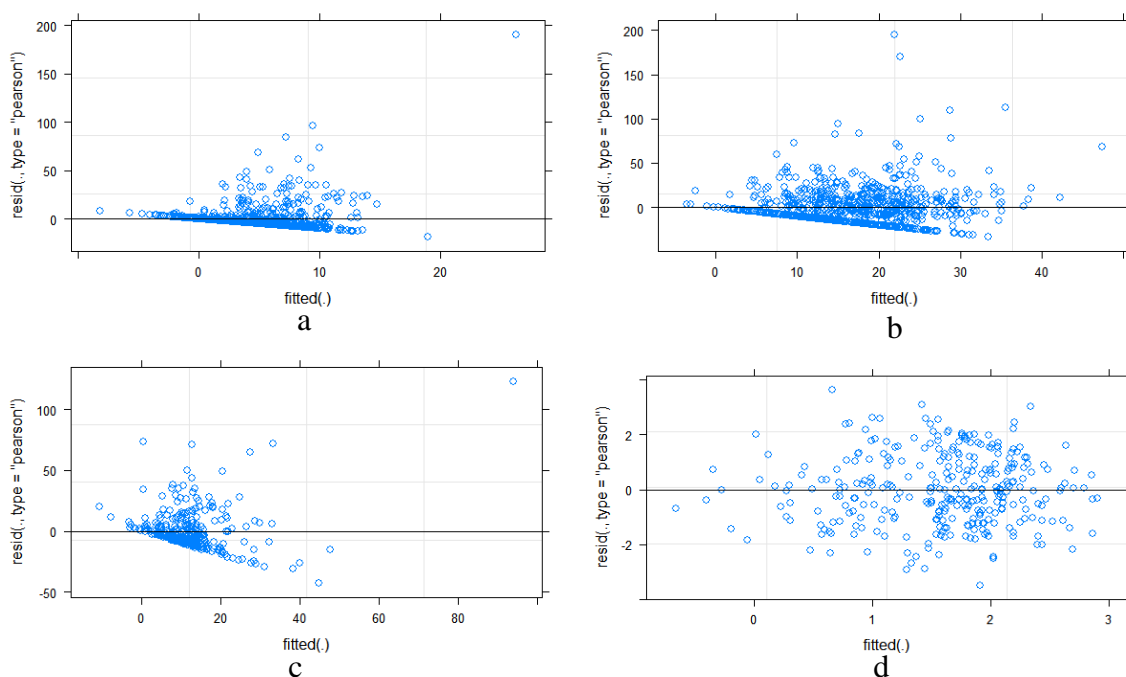 resid(., type = "pearson")
200
150
100
50
0
0
10
20
fitted(.)
a
resid(., type = "pearson")
200
150
100
50
0
0
10
20
30
40
fitted(.)
b
resid(., type = "pearson")
100
50
0
-50
0
20
40
60
80
fitted(.)
c
resid(., type = "pearson")
2
0
-2
0
1
2
3
fitted(.)
d